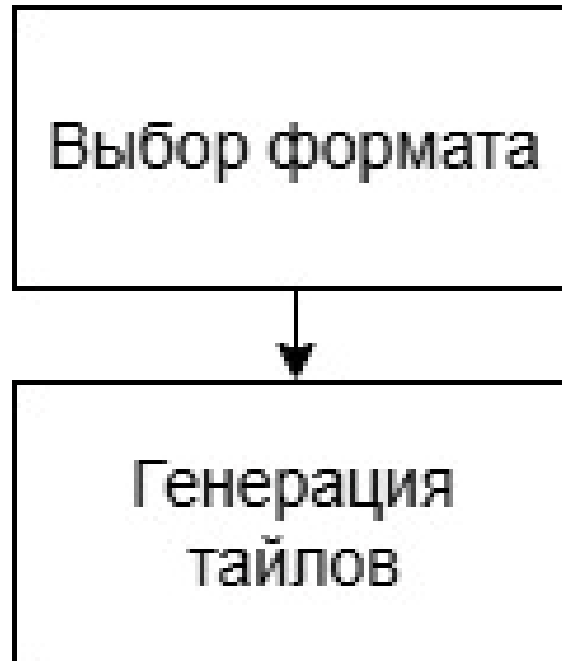 Выбор формата
Генерация
тайлов